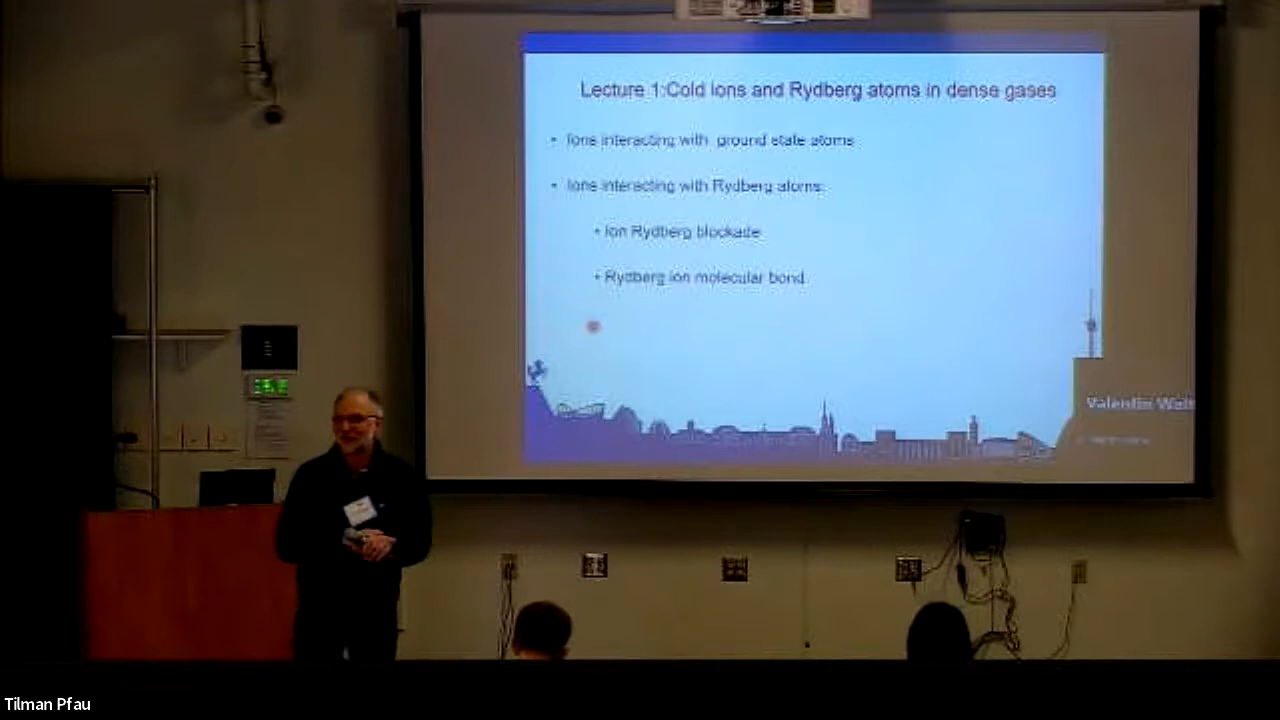 Lecture 1:Cold ions and Rydberg atoms in dense gases
• Ions interacting with ground state atoms
• Ions interacting with Rydberg atoms:
• Ion Rydberg blockade
• Rydberg ion molecular bond
Valentin
Tilman Pfau